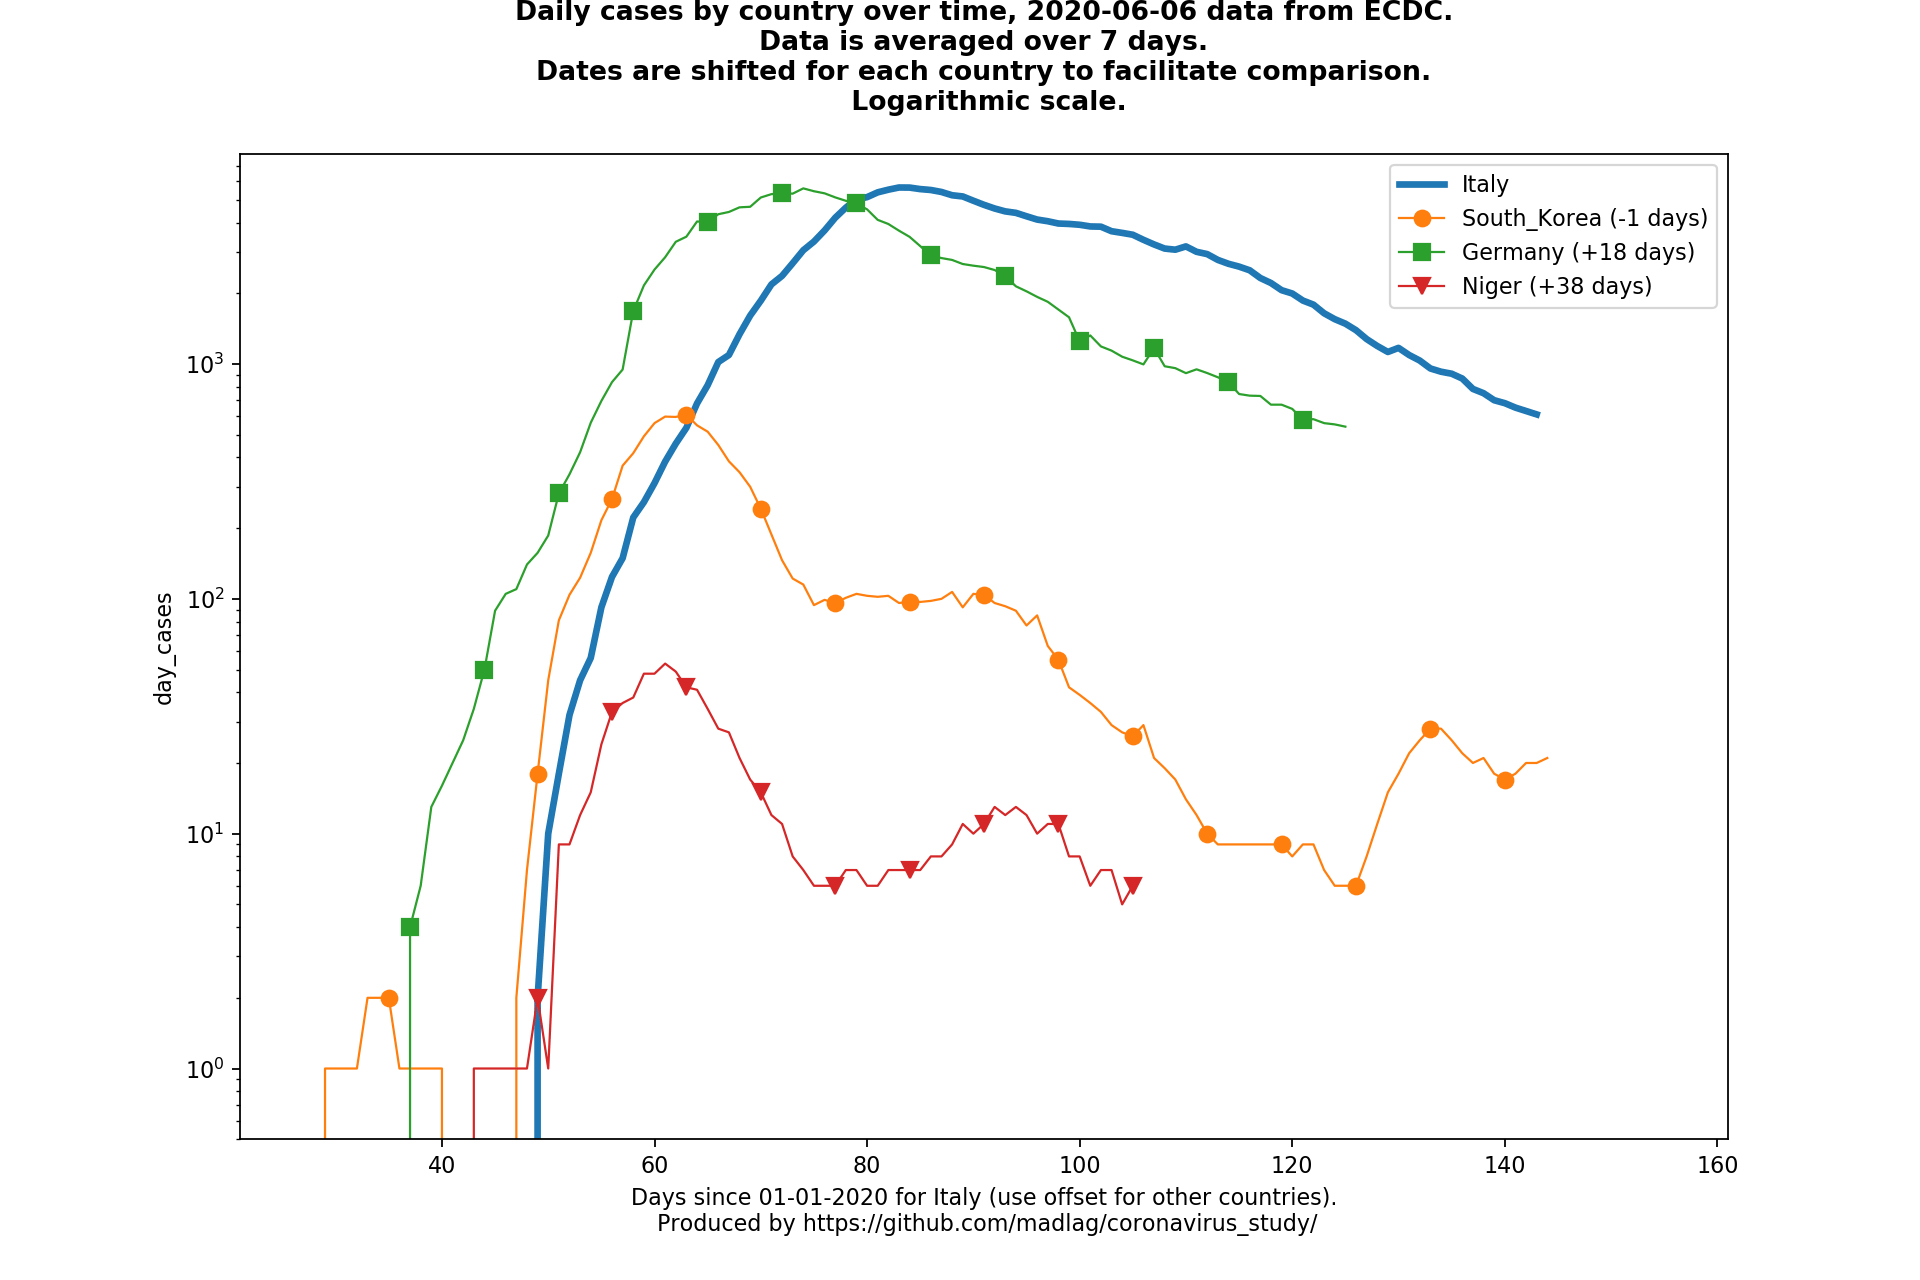 Daily cases by country over time, 2020-06-06 data from ECDC.
Data is averaged over 7 days.
Dates are shifted for each country to facilitate comparison.
Logarithmic scale.
Italy
South_Korea (-1 days)
Germany (+18 days)
Niger (+38 days)
day_cases
10³
10²
10¹
10⁰
40 60 80 100 120 140 160
Days since 01-01-2020 for Italy (use offset for other countries).
Produced by https://github.com/madlag/coronavirus_study/